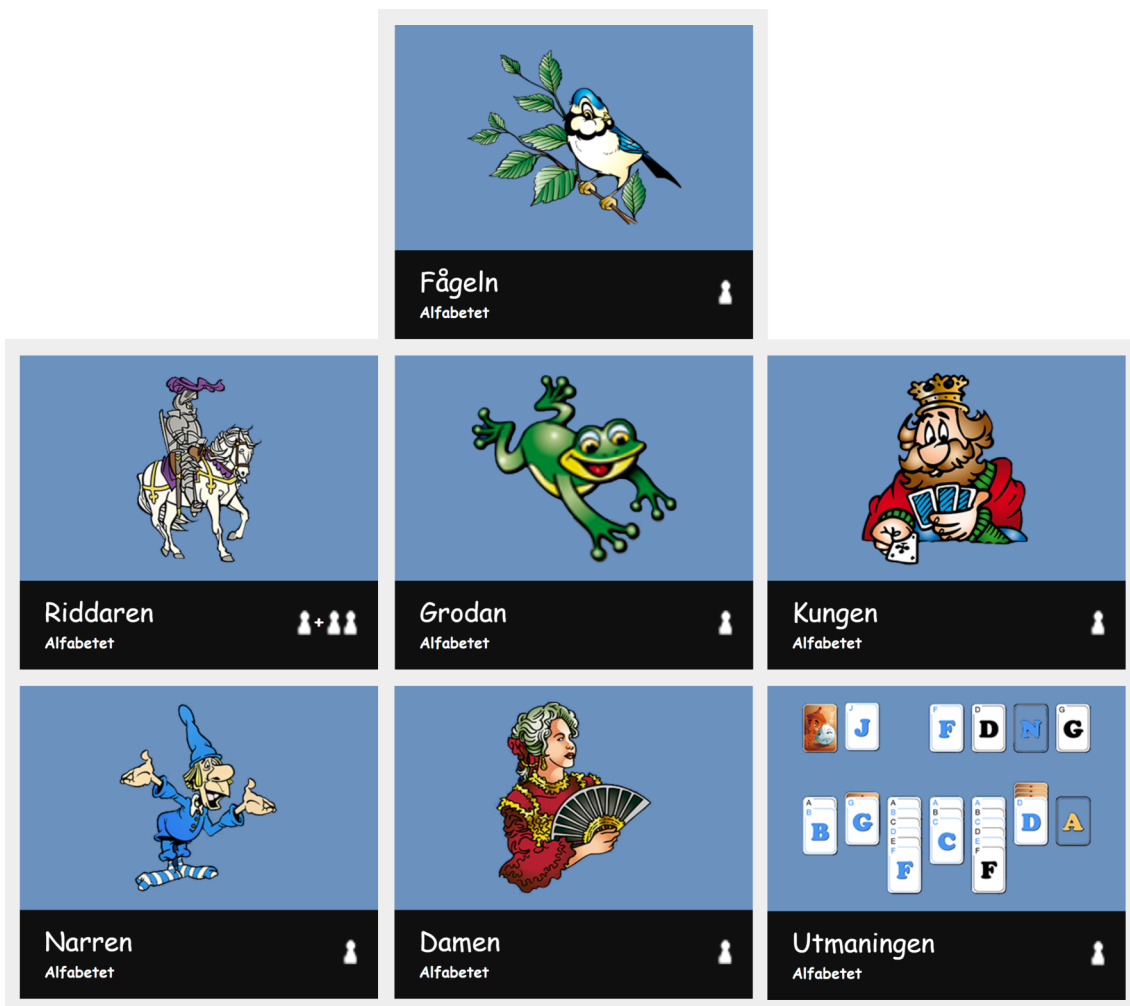 Fågeln
Alfabetet
Riddaren
+
Alfabetet
Grodan
Alfabetet
Kungen
Alfabetet
Narren
Alfabetet
Damen
Alfabetet
J J F F D D N G G
A B B G G A B C D E F F A B C C A B C D E F F D D A
Utmaningen
Alfabetet